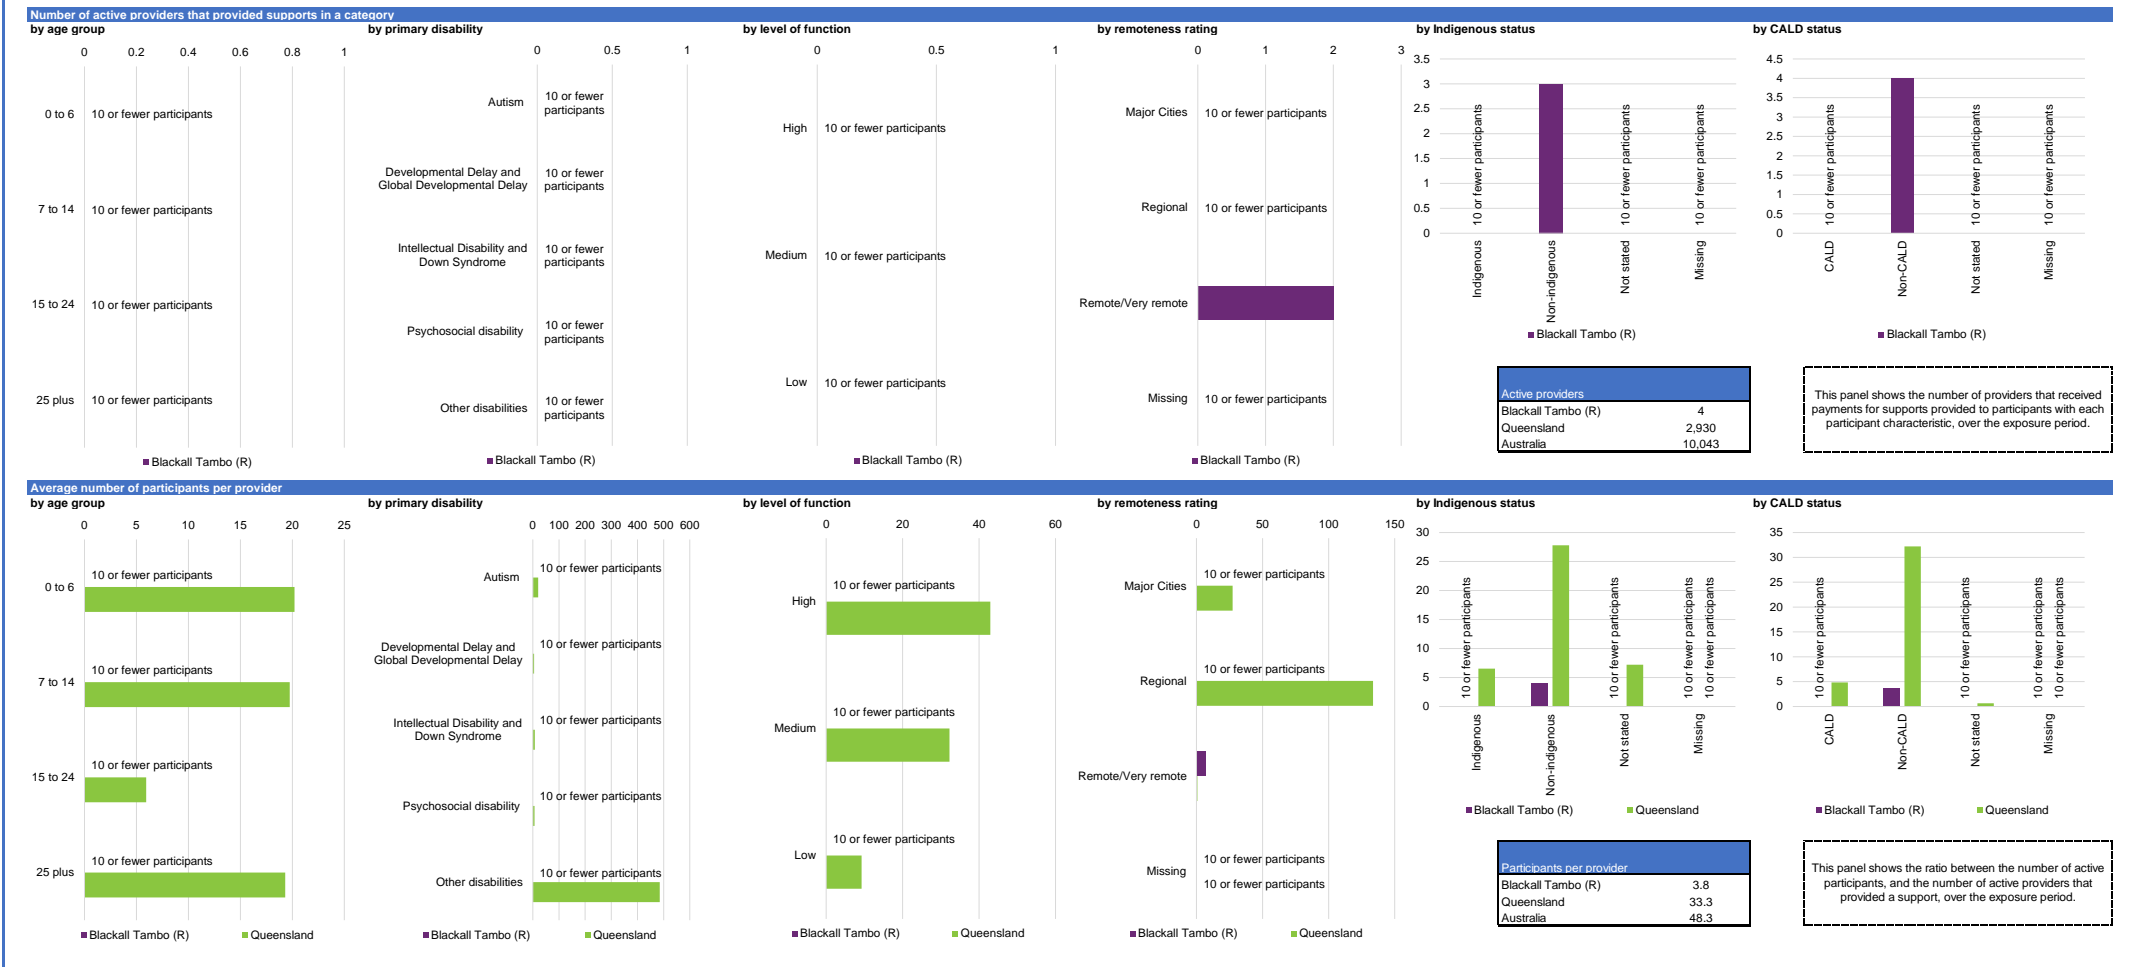 Number of active providers that provided supports in a category
by age group
0 0.2 0.4 0.6 0.8 1
0 to 6 10 or fewer participants
7 to 14 10 or fewer participants
15 to 24 10 or fewer participants
25 plus 10 or fewer participants
Blackall Tambo (R)
by primary disability
0 0.5 1
Autism 10 or fewer
participants
Developmental Delay and
Global Developmental Delay
10 or fewer
participants
Intellectual Disability and
Down Syndrome
10 or fewer
participants
Psychosocial disability 10 or fewer
participants
Other disabilities 10 or fewer
participants
Blackall Tambo (R)
by level of function
0 0.5 1
High 10 or fewer participants
Medium 10 or fewer participants
Low 10 or fewer participants
Blackall Tambo (R)
by remoteness rating
0 1 2 3
Major Cities 10 or fewer participants
Regional 10 or fewer participants
Remote/Very remote
Missing 10 or fewer participants
Blackall Tambo (R)
by Indigenous status
3.5
3
2.5
2
1.5
1
0.5
0
10 or fewer participants
10 or fewer participants
10 or fewer participants
Indigenous
Non-indigenous
Not stated
Missing
Blackall Tambo (R)
by CALD status
4.5
4
3.5
3
2.5
2
1.5
1
0.5
0
10 or fewer participants
10 or fewer participants
10 or fewer participants
CALD
Non-CALD
Not stated
Missing
Blackall Tambo (R)
Active providers
Blackall Tambo (R) 4
Queensland 2,930
Australia 10,043
This panel shows the number of providers that received
payments for supports provided to participants with each
participant characteristic, over the exposure period.
Average number of participants per provider
by age group
0 5 10 15 20 25
0 to 6 10 or fewer participants
7 to 14 10 or fewer participants
15 to 24 10 or fewer participants
25 plus 10 or fewer participants
Blackall Tambo (R) Queensland
by primary disability
0 100 200 300 400 500 600
Autism 10 or fewer participants
Developmental Delay and
Global Developmental Delay
10 or fewer participants
Intellectual Disability and
Down Syndrome
10 or fewer participants
Psychosocial disability 10 or fewer participants
Other disabilities 10 or fewer participants
Blackall Tambo (R) Queensland
by level of function
0 20 40 60
High 10 or fewer participants
Medium 10 or fewer participants
Low 10 or fewer participants
Blackall Tambo (R) Queensland
by remoteness rating
0 50 100 150
Major Cities 10 or fewer participants
Regional 10 or fewer participants
Remote/Very remote
Missing 10 or fewer participants
10 or fewer participants
Blackall Tambo (R) Queensland
by Indigenous status
30
25
20
15
10
5
0
10 or fewer participants
10 or fewer participants
10 or fewer participants
10 or fewer participants
Indigenous
Non-indigenous
Not stated
Missing
Blackall Tambo (R) Queensland
by CALD status
35
30
25
20
15
10
5
0
10 or fewer participants
10 or fewer participants
10 or fewer participants
10 or fewer participants
CALD
Non-CALD
Not stated
Missing
Blackall Tambo (R) Queensland
Participants per provider
Blackall Tambo (R) 3.8
Queensland 33.3
Australia 48.3
This panel shows the ratio between the number of active
participants, and the number of active providers that
provided a support, over the exposure period.